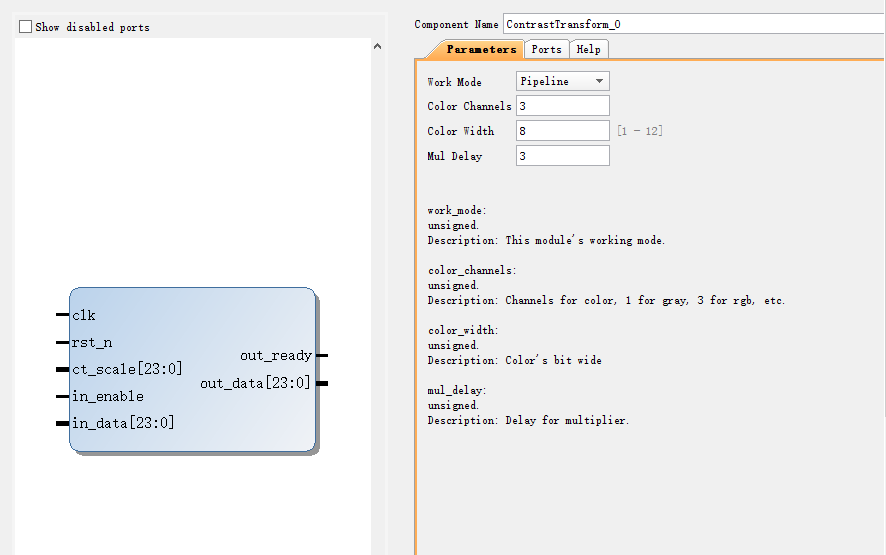 Show disabled ports
clk
rst_n
ct_scale[23:0]
in_enable
in_data[23:0]
out_ready
out_data[23:0]
Component Name ContrastTransform_0
Parameters Ports Help
Work Mode Pipeline
Color Channels 3
Color Width 8 [1 - 12]
Mul Delay 3
work_mode:
unsigned.
Description: This module's working mode.
color_channels:
unsigned.
Description: Channels for color, 1 for gray, 3 for rgb, etc.
color_width:
unsigned.
Description: Color's bit wide
mul_delay:
unsigned.
Description: Delay for multiplier.